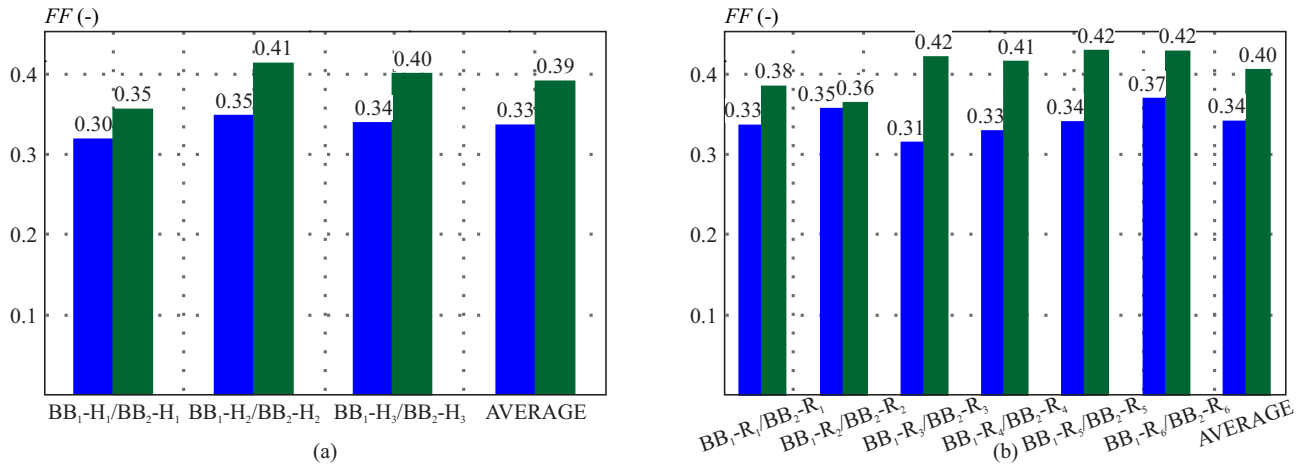 FF (-)
0.4
0.3
0.2
0.1
0.30
0.35
0.35
0.41
0.34
0.40
0.33
0.39
BB₁-H₁/BB₂-H₁
BB₁-H₂/BB₂-H₂
BB₁-H₃/BB₂-H₃
AVERAGE
(a)
FF (-)
0.4
0.3
0.2
0.1
0.33
0.38
0.35
0.36
0.31
0.42
0.33
0.41
0.34
0.42
0.37
0.42
0.34
0.40
BB₁-R₁/BB₂-R₁
BB₁-R₂/BB₂-R₂
BB₁-R₃/BB₂-R₃
BB₁-R₄/BB₂-R₄
BB₁-R₅/BB₂-R₅
BB₁-R₆/BB₂-R₆
AVERAGE
(b)